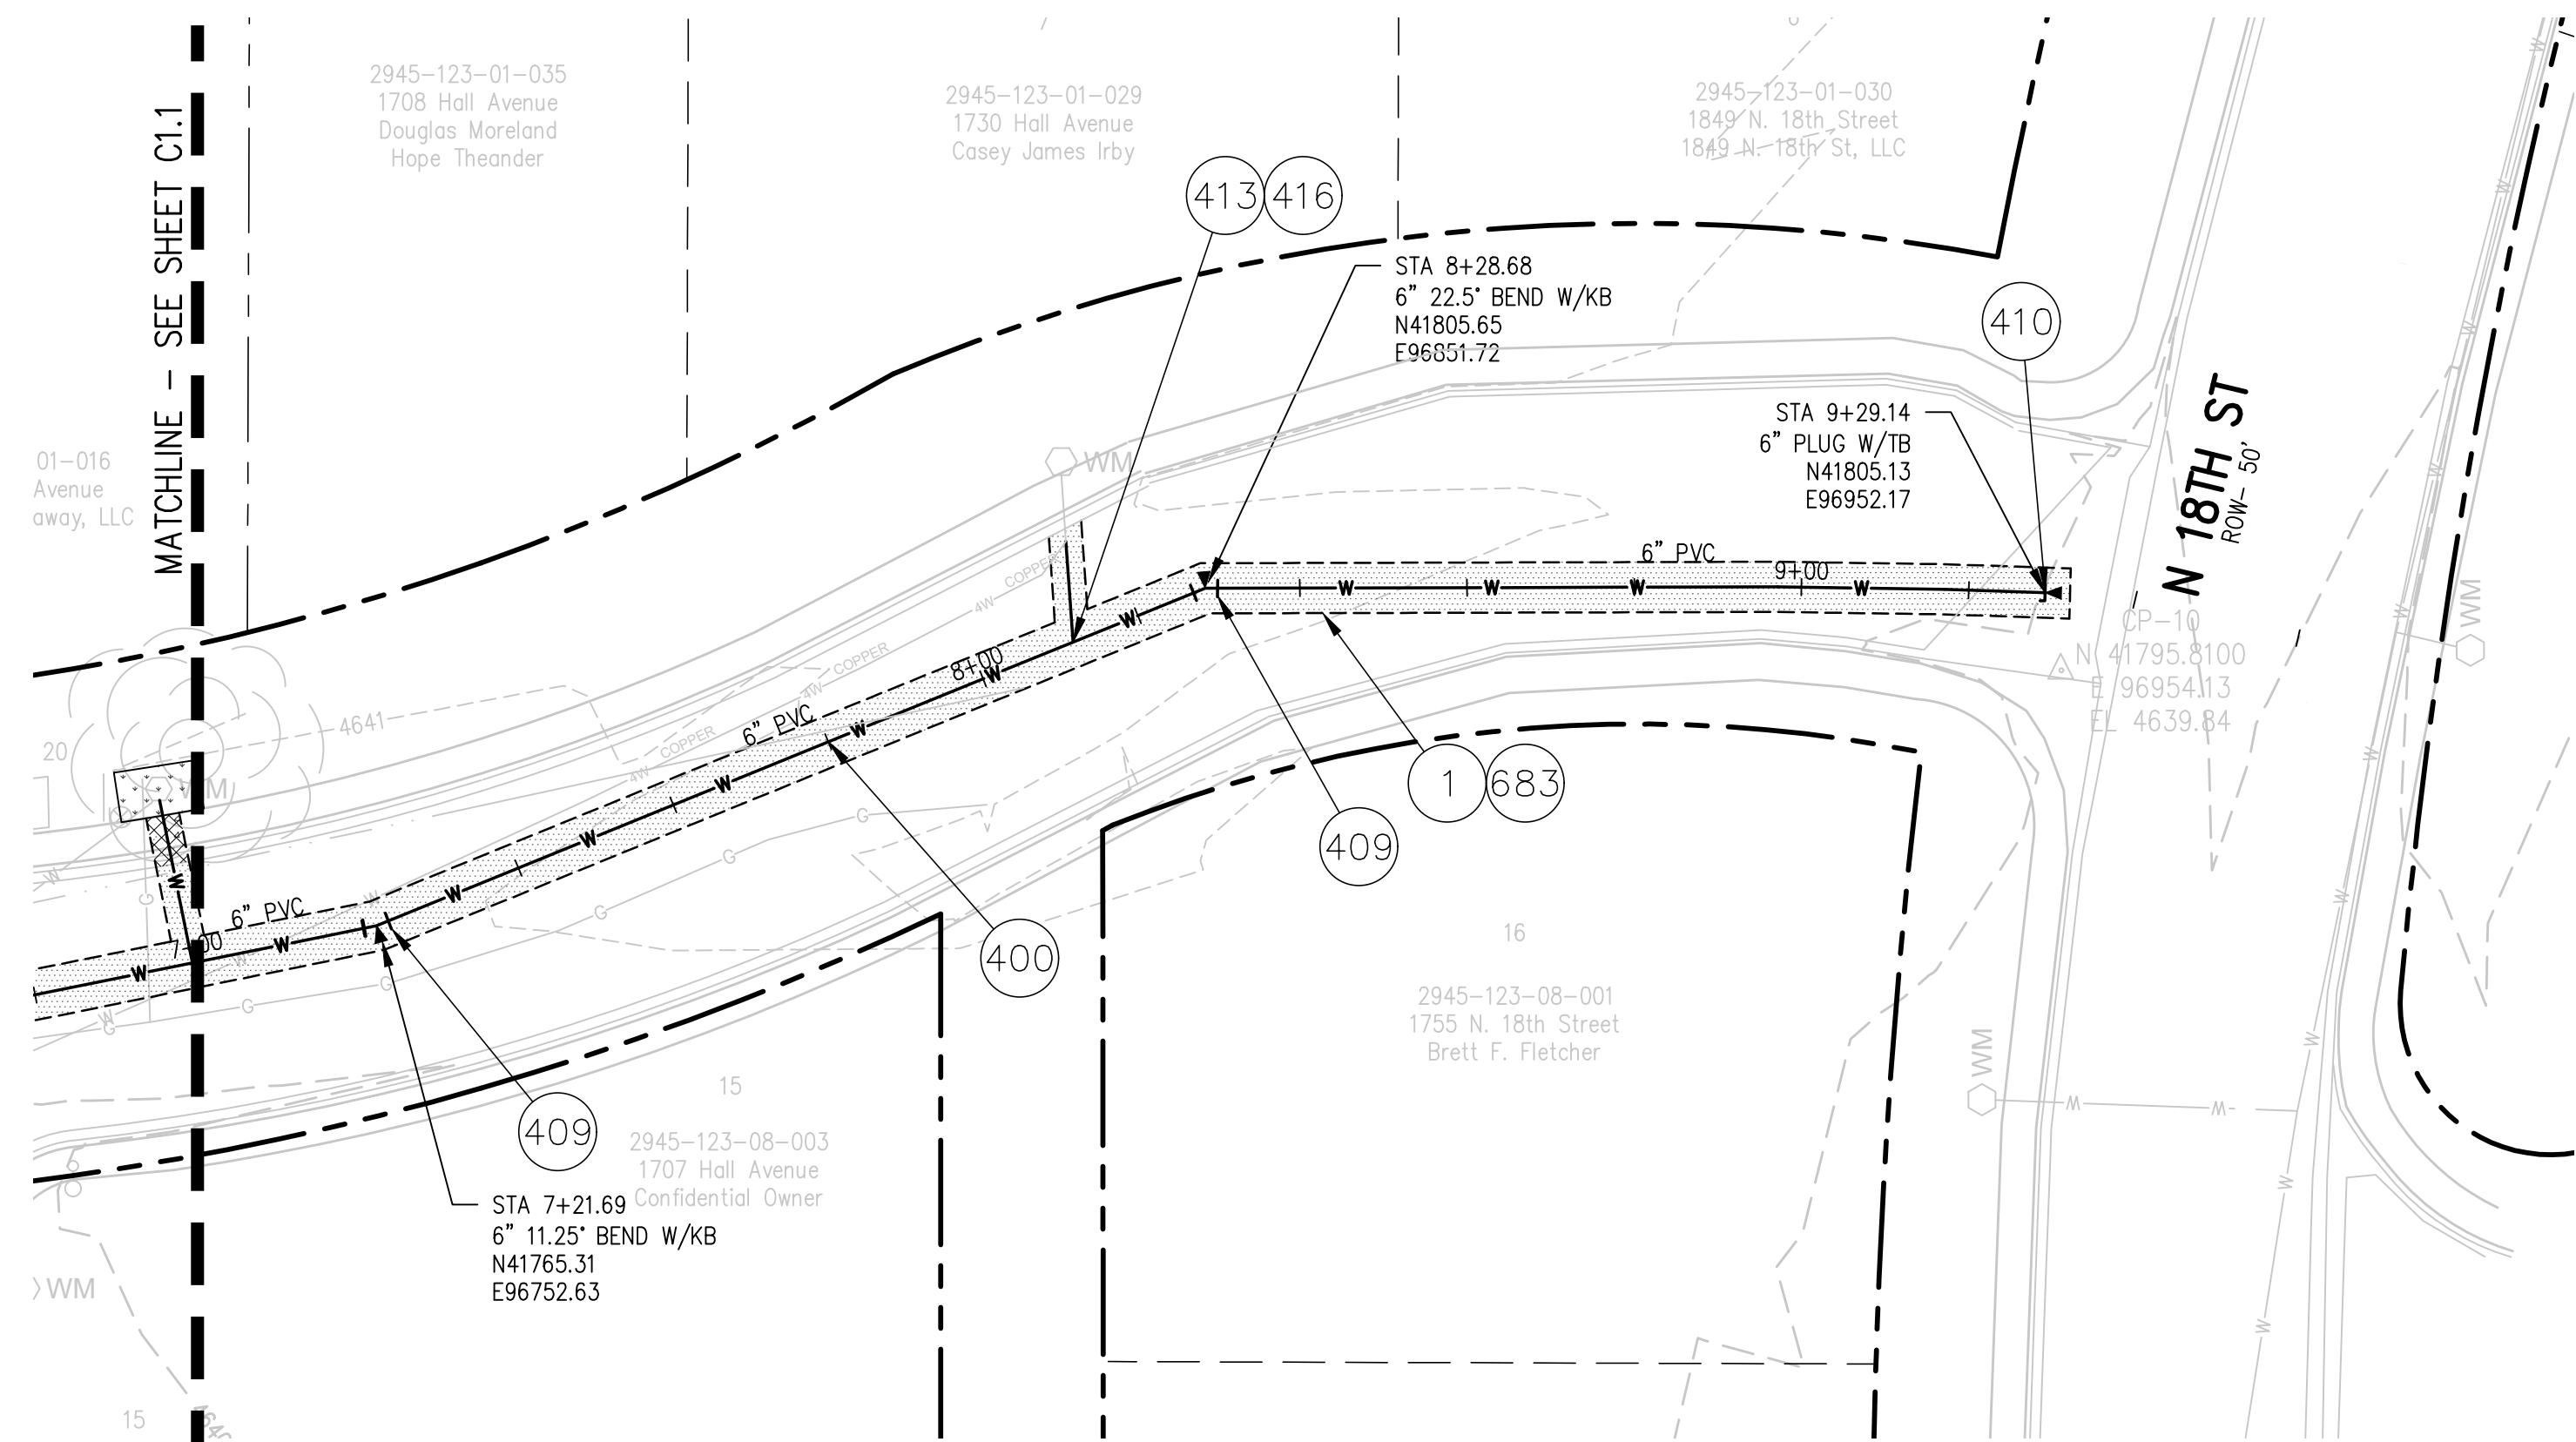 MATCHLINE - SEE SHEET C1.1
2945-123-01-035
1708 Hall Avenue
Douglas Moreland
Hope Theander
2945-123-01-029
1730 Hall Avenue
Casey James Irby
2945-123-01-030
1849 N. 18th Street
1849 N. 18th St, LLC
413
416
STA 8+28.68
6" 22.5° BEND W/KB
N41805.65
E96851.72
410
STA 9+29.14
6" PLUG W/TB
N41805.13
E96952.17
N 18TH ST
ROW- 50'
01-016
Avenue
away, LLC
WM
COPPER
4W
COPPER
4W
COPPER
4W
6" PVC
9+00
W
W
W
W
W
8+00
W
6" PVC
W
W
W
W
CP-10
N 41795.8100
E 96954.13
EL 4639.84
WM
4641
20
WM
1
683
409
400
6" PVC
7+00
W
W
W
G
G
G
G
G
G
G
W
W
W
W
16
2945-123-08-001
1755 N. 18th Street
Brett F. Fletcher
WM
W
W
409
15
2945-123-08-003
1707 Hall Avenue
Confidential Owner
STA 7+21.69
6" 11.25° BEND W/KB
N41765.31
E96752.63
WM
15
W
W
W
W
W
W
W
W
W
W